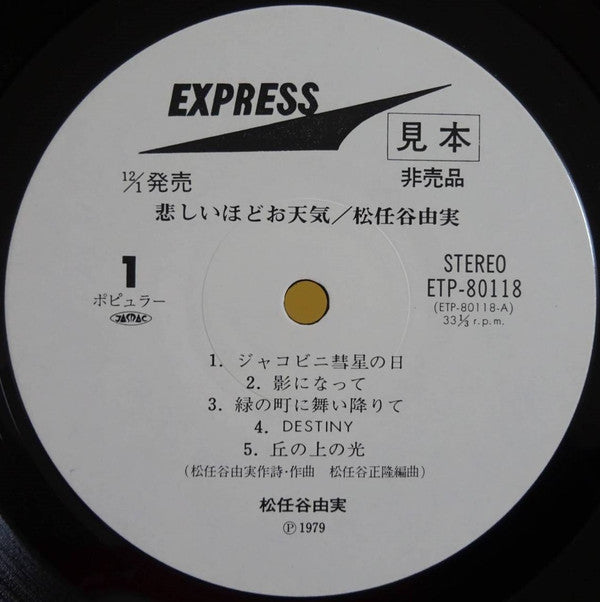 EXPRESS
見本
非売品
12/1発売
悲しいほどお天気/松任谷由実
1
ポピュラー
JASRAC
STEREO
ETP-80118
(ETP-80118-A)
33 1/3 r.p.m.
1. ジャコビニ彗星の日
2. 影になって
3. 緑の町に舞い降りて
4. DESTINY
5. 丘の上の光
(松任谷由実作詩・作曲 松任谷正隆編曲)
松任谷由実
Ⓟ 1979